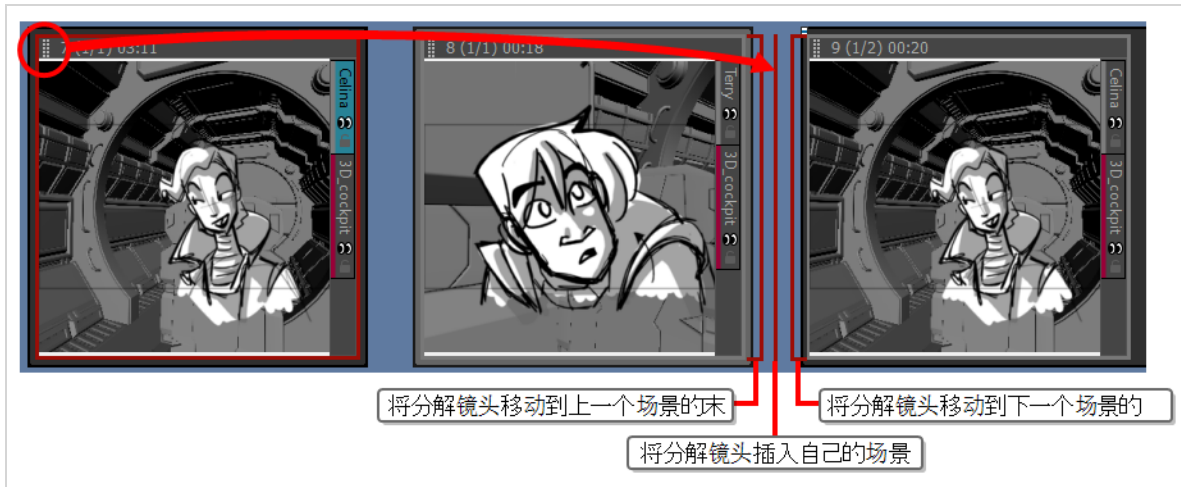 7 (1/1) 03:11
8 (1/1) 00:18
9 (1/2) 00:20
Celina
3D_cockpit
Terry
3D_cockpit
Celina
3D_cockpit
将分解镜头移动到上一个场景的末
将分解镜头移动到下一个场景的
将分解镜头插入自己的场景